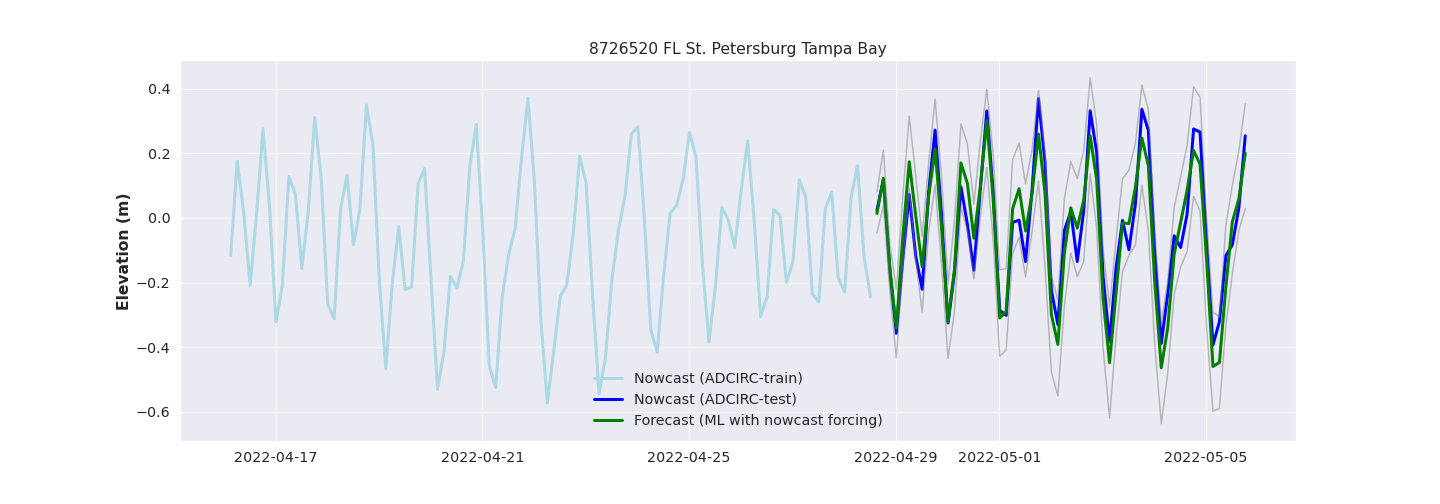 8726520 FL St. Petersburg Tampa Bay
Elevation (m)
0.4
0.2
0.0
−0.2
−0.4
−0.6
Nowcast (ADCIRC-train)
Nowcast (ADCIRC-test)
Forecast (ML with nowcast forcing)
2022-04-17 2022-04-21 2022-04-25 2022-04-29 2022-05-01 2022-05-05